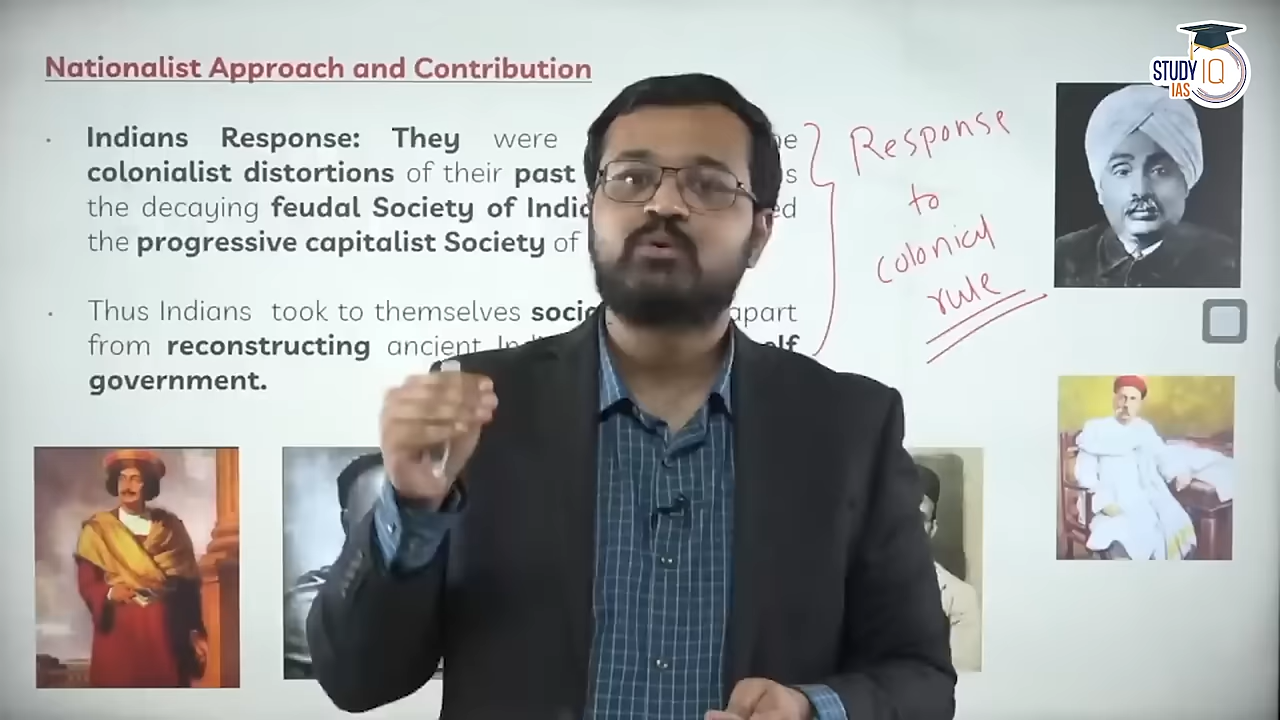 Nationalist Approach and Contribution
Indians Response: They were
colonialist distortions of their past
the decaying feudal Society of
the progressive capitalist Society of
Thus Indians took to themselves apart
from reconstructing ancient
government.
Response
to
colonial
rule
STUDY IQ
IAS